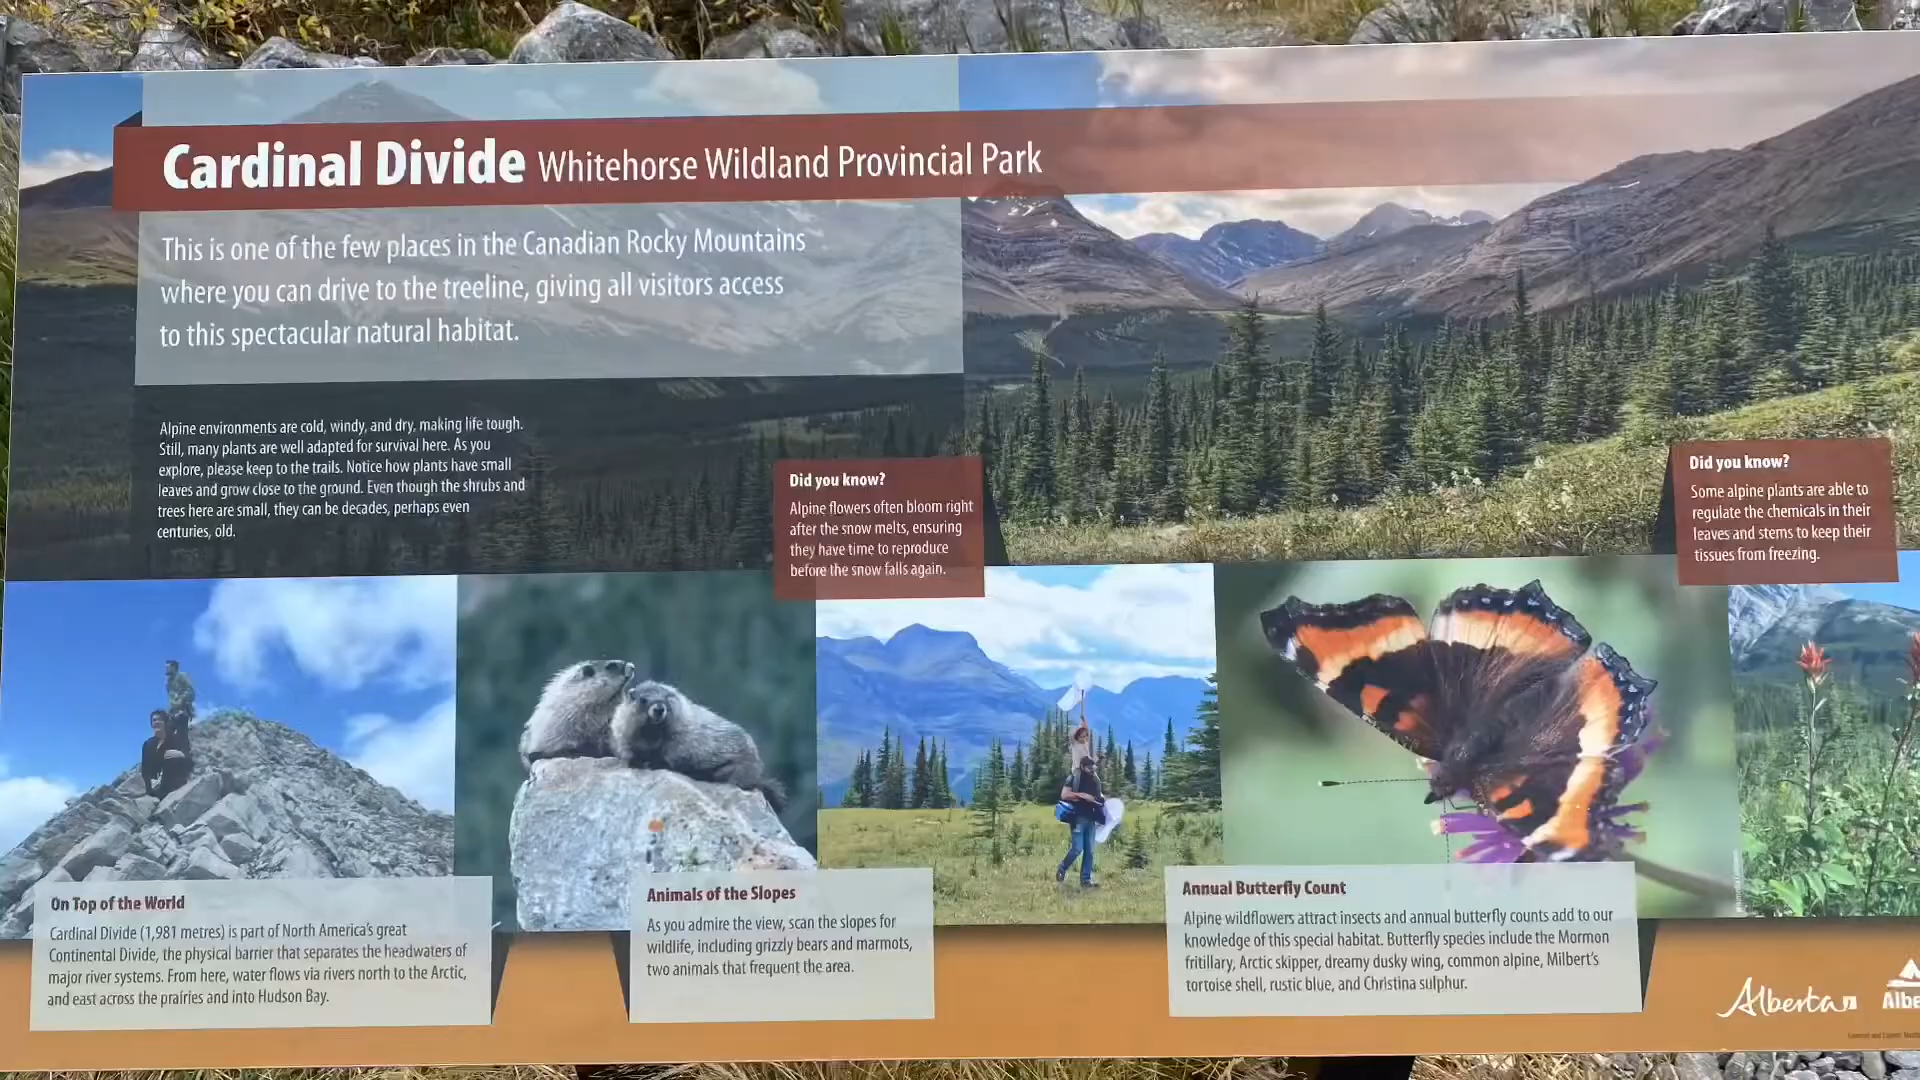 Cardinal Divide Whitehorse Wildland Provincial Park
This is one of the few places in the Canadian Rocky Mountains
where you can drive to the treeline, giving all visitors access
to this spectacular natural habitat.
Alpine environments are cold, windy, and dry, making life tough.
Still, many plants are well adapted for survival here. As you
explore, please keep to the trails. Notice how plants have small
leaves and grow close to the ground. Even though the shrubs and
trees here are small, they can be decades, perhaps even
centuries, old.
Did you know?
Alpine flowers often bloom right
after the snow melts, ensuring
they have time to reproduce
before the snow falls again.
Did you know?
Some alpine plants are able to
regulate the chemicals in their
leaves and stems to keep their
tissues from freezing.
On Top of the World
Cardinal Divide (1,981 metres) is part of North America's great
Continental Divide, the physical barrier that separates the headwaters of
major river systems. From here, water flows via rivers north to the Arctic,
and east across the prairies and into Hudson Bay.
Animals of the Slopes
As you admire the view, scan the slopes for
wildlife, including grizzly bears and marmots,
two animals that frequent the area.
Annual Butterfly Count
Alpine wildflowers attract insects and annual butterfly counts add to our
knowledge of this special habitat. Butterfly species include the Mormon
fritillary, Arctic skipper, dreamy dusky wing, common alpine, Milbert's
tortoise shell, rustic blue, and Christina sulphur.
Alberta
Albe